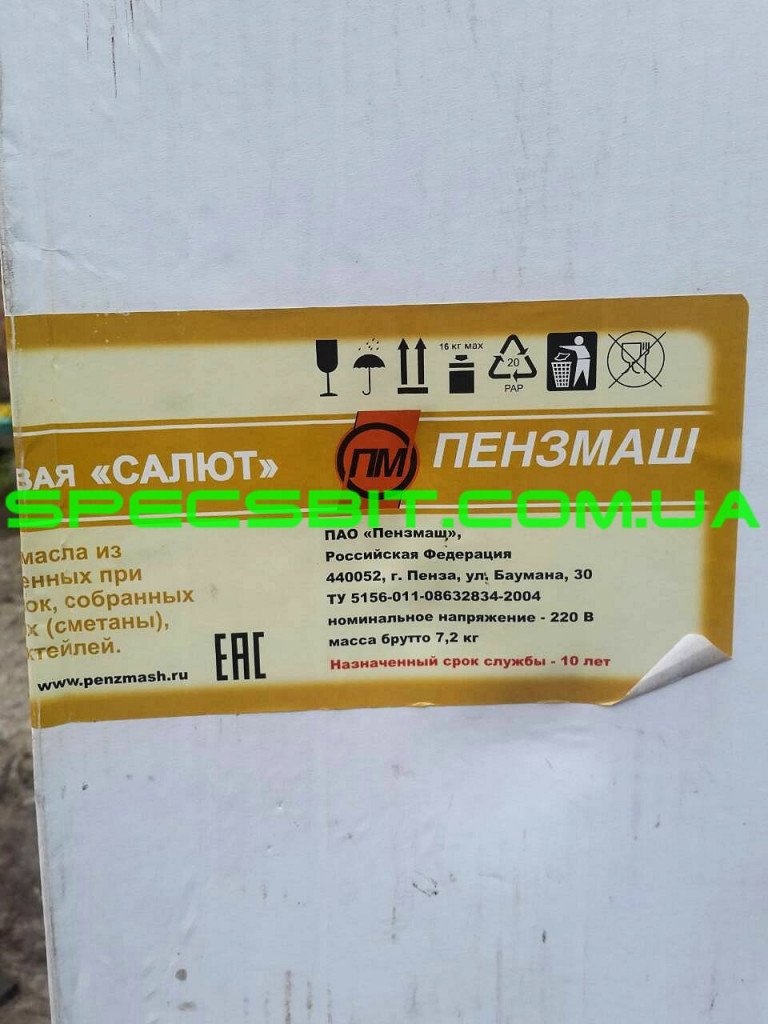 16 кг мах
20
PAP
ВАЯ «САЛЮТ»
ПМ
ПЕНЗМАШ
SPECSBIT.COM.UA
масла из
енных при
ок, собранных
х (сметаны),
ктейлей.
www.penzmash.ru
EAC
ПАО «Пензмащ»,
Российская Федерация
440052, г. Пенза, ул. Баумана, 30
ТУ 5156-011-08632834-2004
номинальное напряжение - 220 В
масса брутто 7,2 кг
Назначенный срок службы - 10 лет